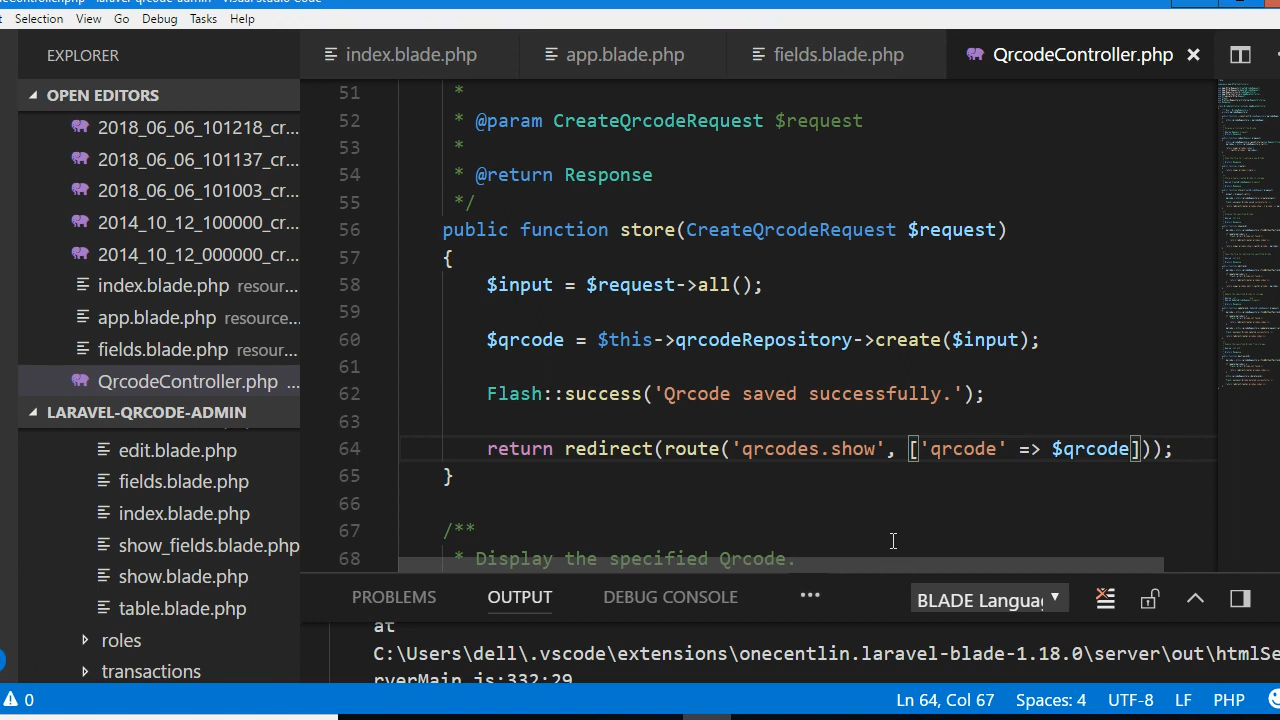 Selection View Go Debug Tasks Help
EXPLORER
OPEN EDITORS
2018_06_06_101218_cr...
2018_06_06_101137_cr...
2018_06_06_101003_cr...
2014_10_12_100000_cr...
2014_10_12_000000_cr...
index.blade.php resour...
app.blade.php resource...
fields.blade.php resour...
QrcodeController.php ...
LARAVEL-QRCODE-ADMIN
edit.blade.php
fields.blade.php
index.blade.php
show_fields.blade.php
show.blade.php
table.blade.php
roles
transactions
index.blade.php app.blade.php fields.blade.php QrcodeController.php
51 *
52 * @param CreateQrcodeRequest $request
53 *
54 * @return Response
55 */
56 public function store(CreateQrcodeRequest $request)
57 {
58 $input = $request->all();
59
60 $qrcode = $this->qrcodeRepository->create($input);
61
62 Flash::success('Qrcode saved successfully.');
63
64 return redirect(route('qrcodes.show', ['qrcode' => $qrcode]));
65 }
66
67 /**
68 * Display the specified Qrcode.
PROBLEMS OUTPUT DEBUG CONSOLE ••• BLADE Languag
at
C:\Users\dell\.vscode\extensions\onecentlin.laravel-blade-1.18.0\server\out\htmlSe
rverMain.js:332:29
0 Ln 64, Col 67 Spaces: 4 UTF-8 LF PHP